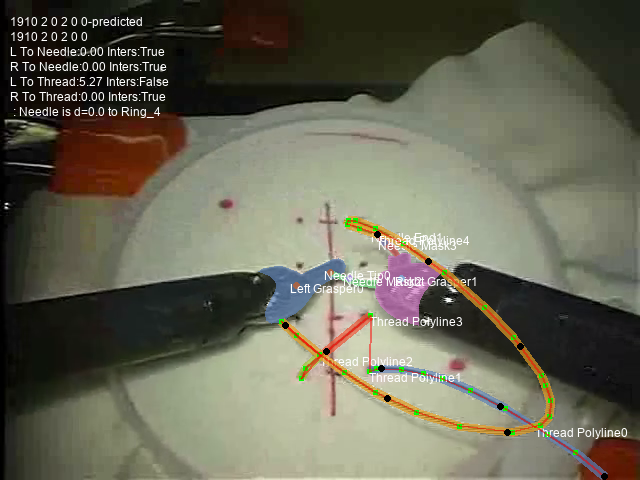 1910 2 0 2 0 0-predicted
1910 2 0 2 0 0
L To Needle:0.00 Inters:True
R To Needle:0.00 Inters:True
L To Thread:5.27 Inters:False
R To Thread:0.00 Inters:True
: Needle is d=0.0 to Ring_4
Thread Polyline4
Needle Mask3
Needle Tip0
Left Grasper0
Thread Polyline3
Thread Polyline2
Thread Polyline1
Thread Polyline0